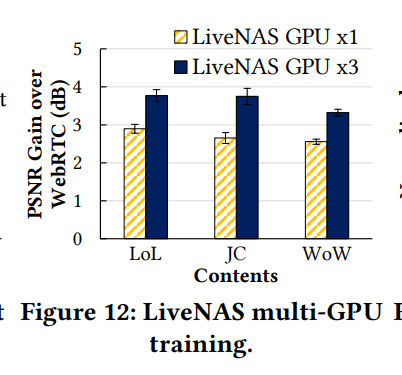 t
5
4
3
2
1
0
PSNR Gain over
WebRTC (dB)
LiveNAS GPU x1
LiveNAS GPU x3
LoL JC WoW
Contents
t Figure 12: LiveNAS multi-GPU
training.